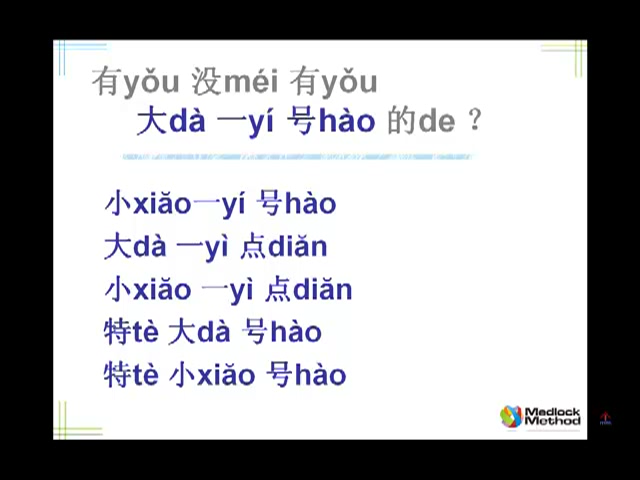 有yǒu 没méi 有yǒu
大dà 一yí 号hào 的de ？
小xiǎo一yí 号hào
大dà 一yì 点diǎn
小xiǎo 一yì 点diǎn
特tè 大dà 号hào
特tè 小xiǎo 号hào
Medlock
Method